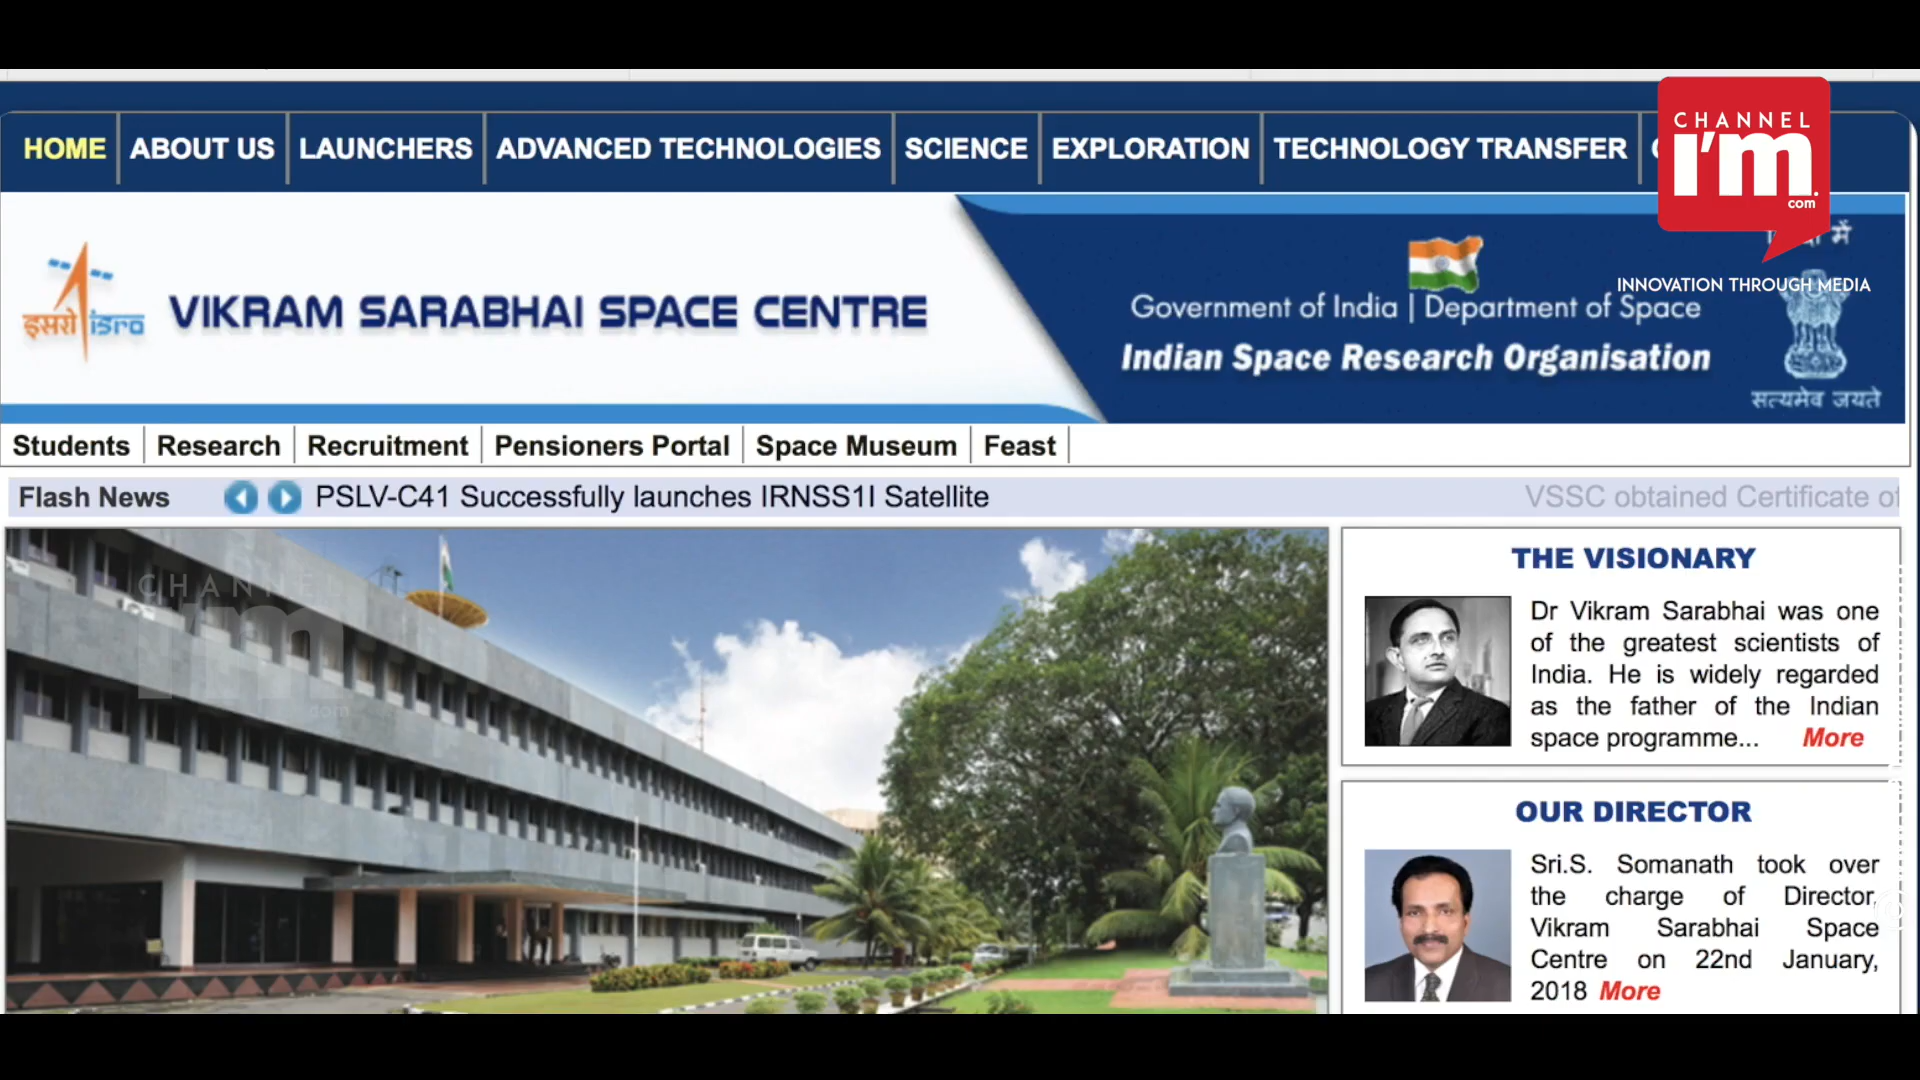 CHANNEL
i'm.
com
INNOVATION THROUGH MEDIA
HOME ABOUT US LAUNCHERS ADVANCED TECHNOLOGIES SCIENCE EXPLORATION TECHNOLOGY TRANSFER
इसरो isro
VIKRAM SARABHAI SPACE CENTRE
Government of India | Department of Space
Indian Space Research Organisation
सत्यमेव जयते
Students Research Recruitment Pensioners Portal Space Museum Feast
Flash News PSLV-C41 Successfully launches IRNSS1I Satellite VSSC obtained Certificate of
CHANNEL
i'm
.com
THE VISIONARY
Dr Vikram Sarabhai was one
of the greatest scientists of
India. He is widely regarded
as the father of the Indian
space programme... More
OUR DIRECTOR
Sri.S. Somanath took over
the charge of Director,
Vikram Sarabhai Space
Centre on 22nd January,
2018 More